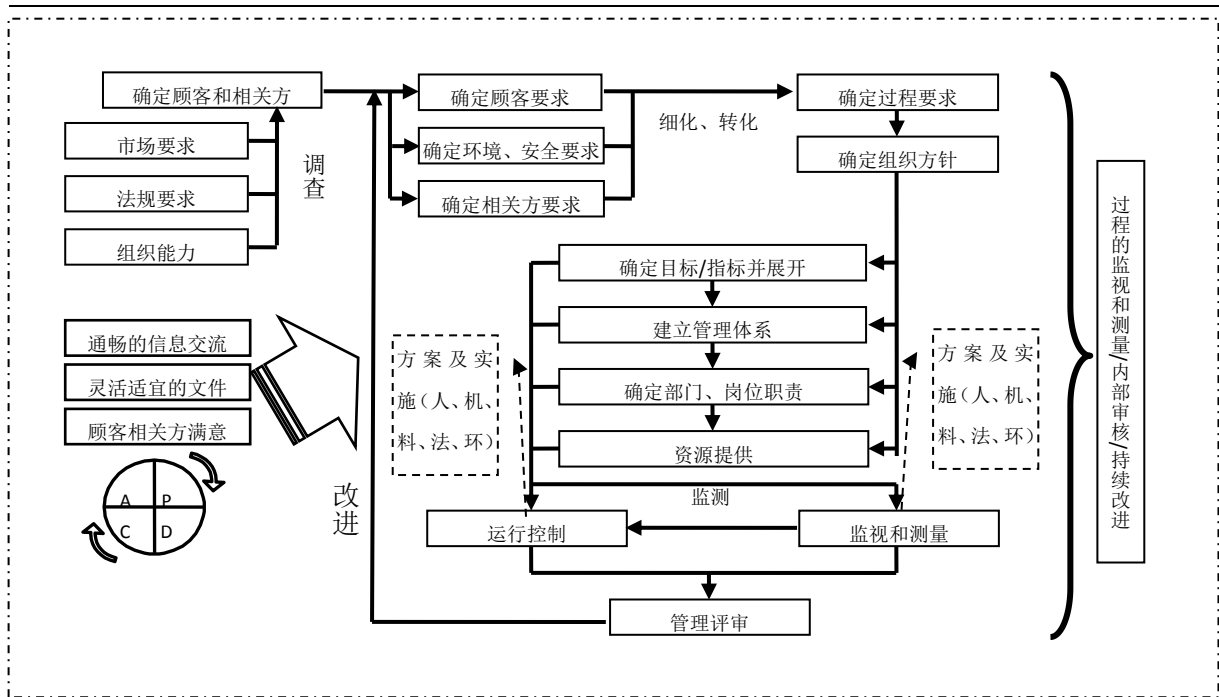 确定顾客和相关方
市场要求
法规要求
组织能力
调查
确定顾客要求
确定环境、安全要求
确定相关方要求
细化、转化
确定过程要求
确定组织方针
确定目标/指标并展开
建立管理体系
确定部门、岗位职责
资源提供
方案及实
施（人、机、
料、法、环）
方案及实
施（人、机、
料、法、环）
通畅的信息交流
灵活适宜的文件
顾客相关方满意
A P
C D
改进
监测
运行控制
监视和测量
管理评审
过程的监视和测量/内部审核/持续改进